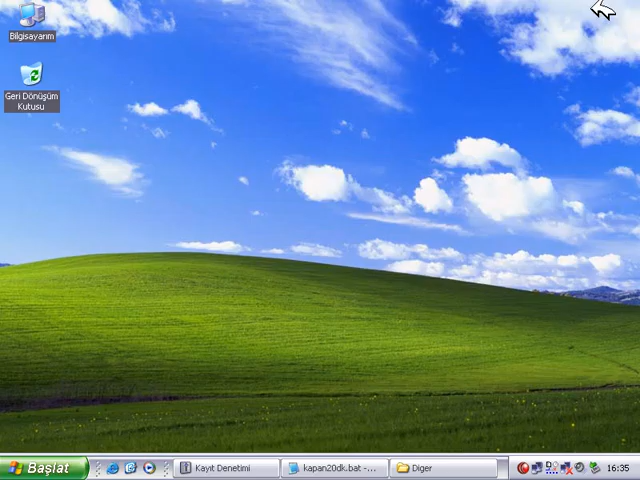 Bilgisayarım
Geri Dönüşüm
Kutusu
Başlat
Kayıt Denetimi
kapan20dk.bat -...
Diger
16:35